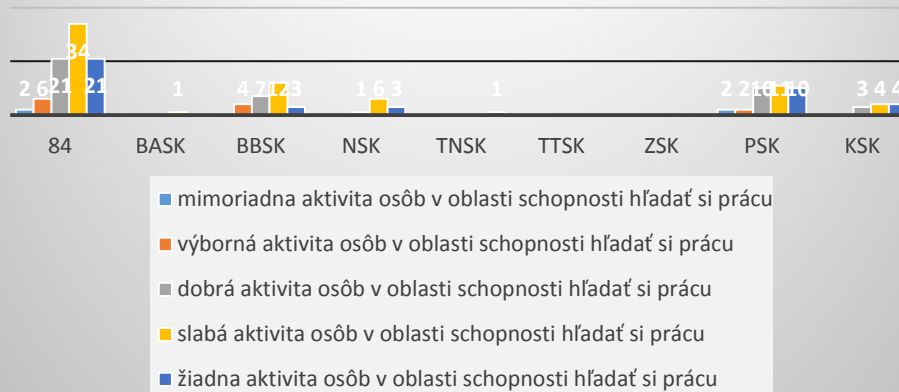 2 6 21 34 21 1 4 7 12 3 1 6 3 1 2 2 10 11 10 3 4 4
84 BASK BBSK NSK TNSK TTSK ZSK PSK KSK
mimoriadna aktivita osôb v oblasti schopnosti hľadať si prácu
výborná aktivita osôb v oblasti schopnosti hľadať si prácu
dobrá aktivita osôb v oblasti schopnosti hľadať si prácu
slabá aktivita osôb v oblasti schopnosti hľadať si prácu
žiadna aktivita osôb v oblasti schopnosti hľadať si prácu